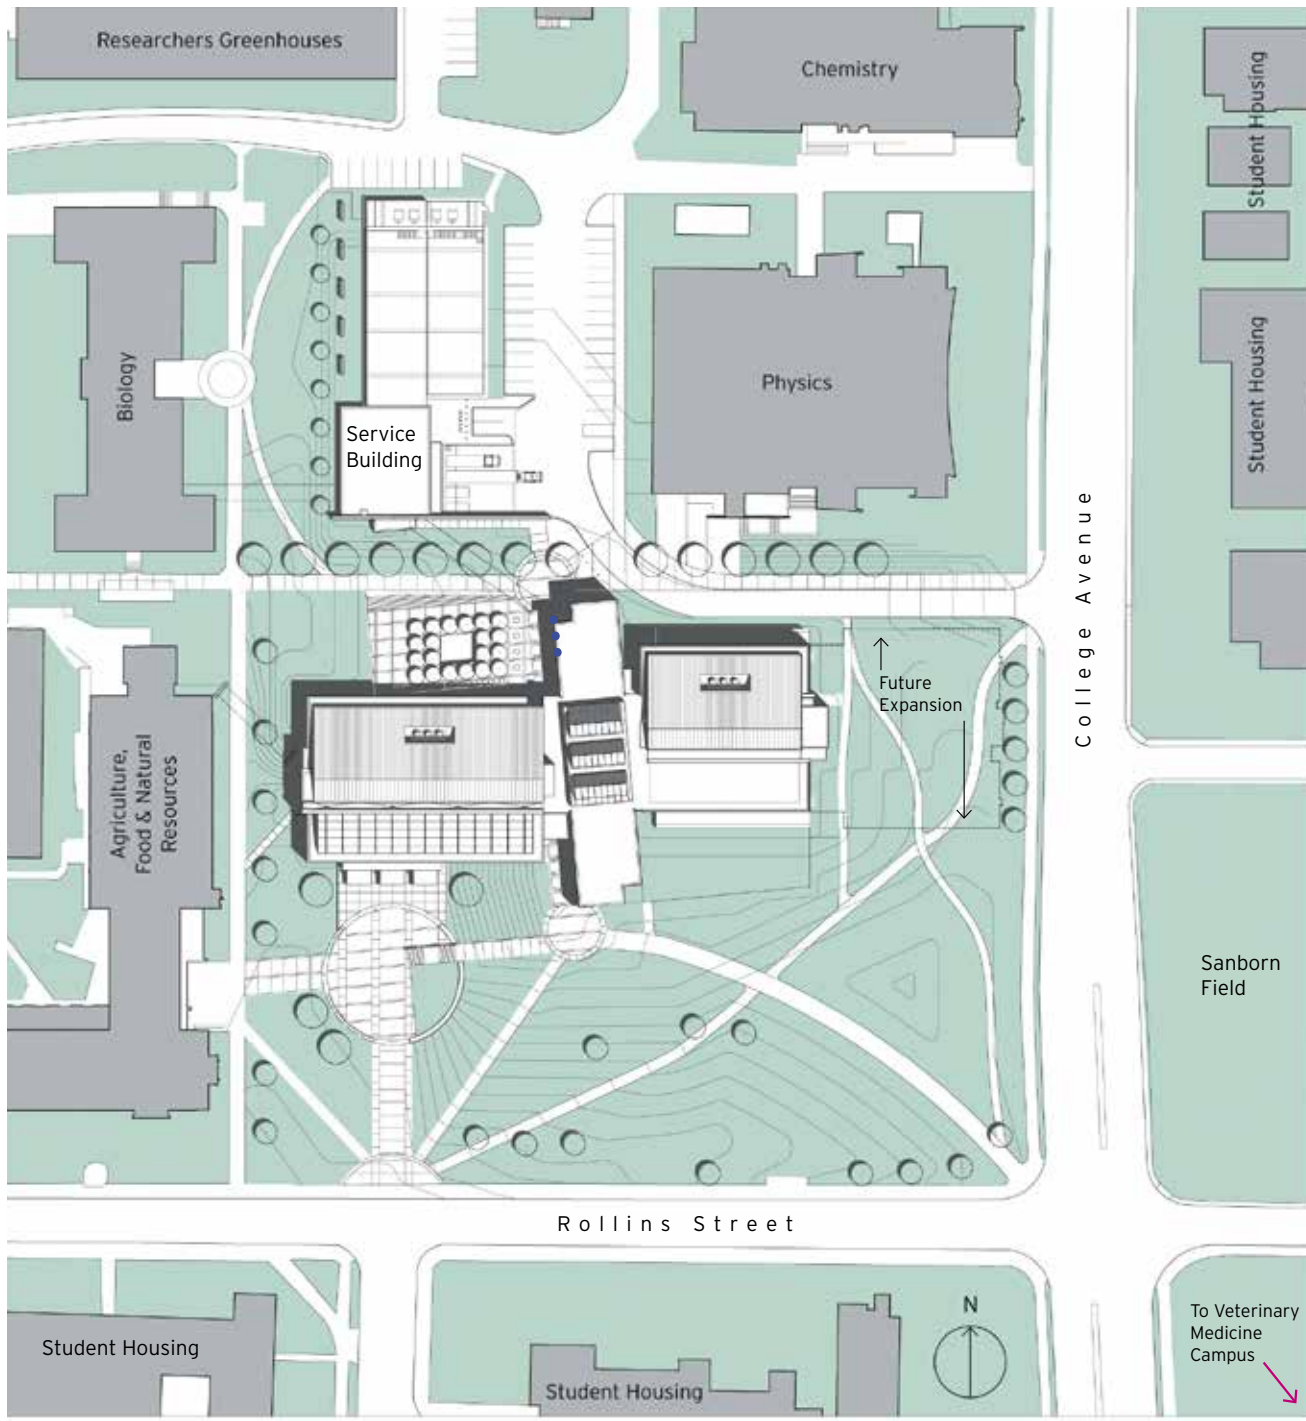 Researchers Greenhouses
Chemistry
Student Housing
Biology
Service
Building
Physics
Student Housing
College Avenue
Future
Expansion
Agriculture,
Food & Natural
Resources
Sanborn
Field
Rollins Street
N
To Veterinary
Medicine
Campus
Student Housing
Student Housing